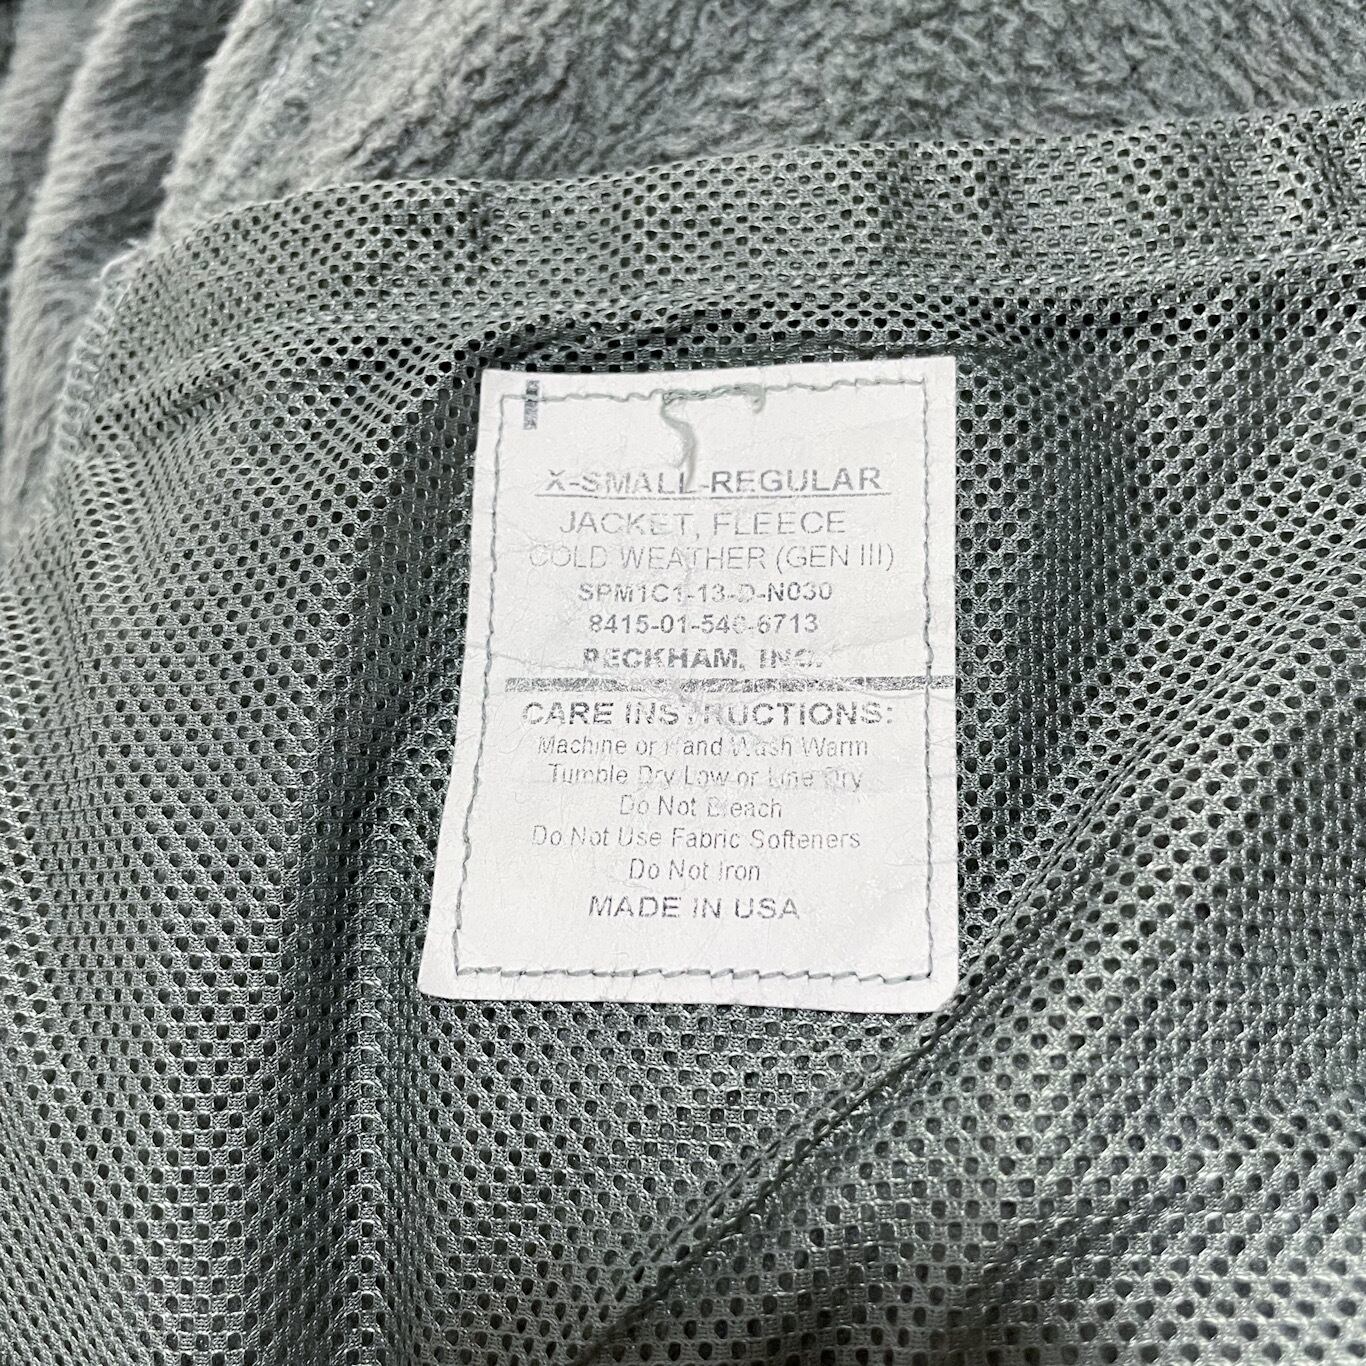 X-SMALL-REGULAR
JACKET, FLEECE
COLD WEATHER (GEN III)
SPM1C1-13-D-N030
8415-01-546-6713
PECKHAM, INC.
CARE INSTRUCTIONS:
Machine or Hand Wash Warm
Tumble Dry Low or Line Dry
Do Not Bleach
Do Not Use Fabric Softeners
Do Not Iron
MADE IN USA